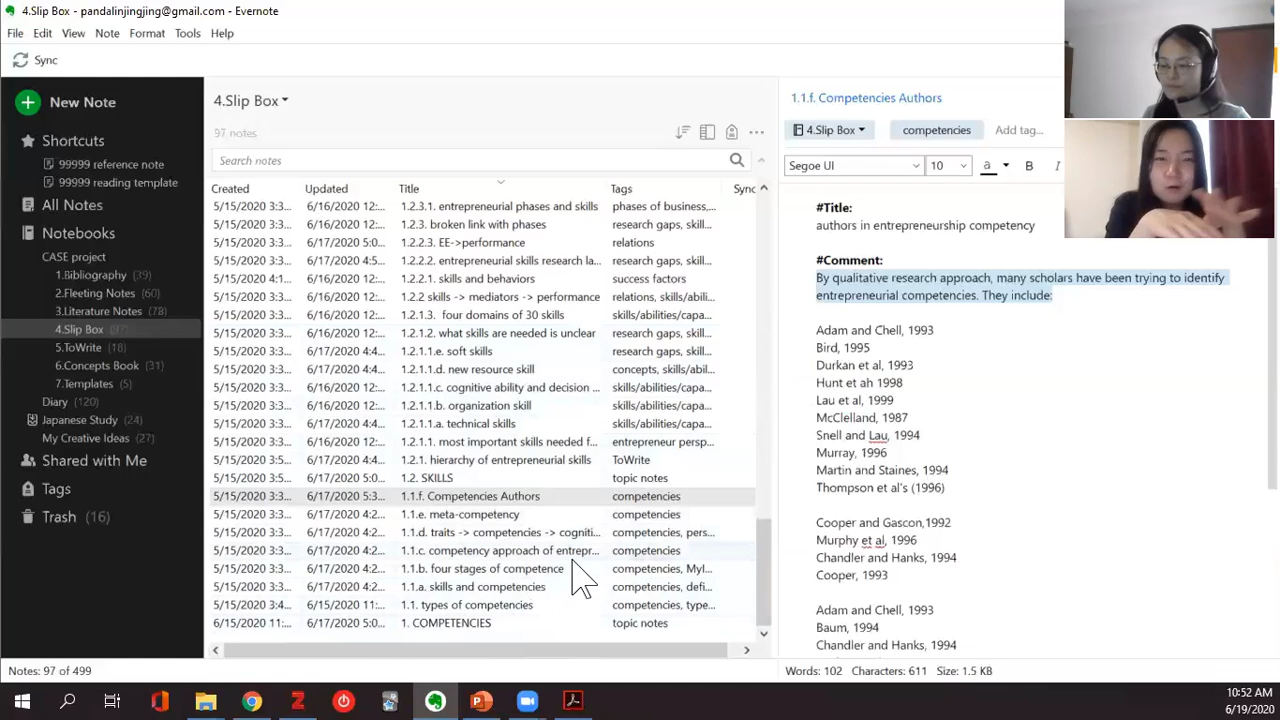 4.Slip Box - pandalinjingjing@gmail.com - Evernote
File Edit View Note Format Tools Help
Sync
New Note
Shortcuts
99999 reference note
99999 reading template
All Notes
Notebooks
CASE project
1.Bibliography (39)
2.Fleeting Notes (60)
3.Literature Notes (78)
4.Slip Box (97)
5.ToWrite (18)
6.Concepts Book (31)
7.Templates (5)
Diary (120)
Japanese Study (24)
My Creative Ideas (27)
Shared with Me
Tags
Trash (16)
4.Slip Box
97 notes
Search notes
Created Updated Title Tags Sync
5/15/2020 3:3... 6/16/2020 12:... 1.2.3.1. entrepreneurial phases and skills phases of business,...
5/15/2020 3:3... 6/16/2020 12:... 1.2.3. broken link with phases research gaps, skill...
5/15/2020 3:3... 6/17/2020 5:0... 1.2.2.3. EE->performance relations
5/15/2020 3:3... 6/17/2020 4:4... 1.2.2.2. entrepreneurial skills research la... research gaps, skill...
5/15/2020 4:1... 6/16/2020 12:... 1.2.2.1. skills and behaviors success factors
5/15/2020 3:3... 6/16/2020 12:... 1.2.2 skills -> mediators -> performance relations, skills/abili...
5/15/2020 3:3... 6/16/2020 12:... 1.2.1.3. four domains of 30 skills skills/abilities/capa...
5/15/2020 3:3... 6/16/2020 12:... 1.2.1.2. what skills are needed is unclear research gaps, skill...
5/15/2020 3:3... 6/17/2020 4:4... 1.2.1.1.e. soft skills research gaps, skill...
5/15/2020 3:3... 6/17/2020 4:4... 1.2.1.1.d. new resource skill concepts, skills/abil...
5/15/2020 3:3... 6/16/2020 12:... 1.2.1.1.c. cognitive ability and decision ... skills/abilities/capa...
5/15/2020 3:3... 6/16/2020 12:... 1.2.1.1.b. organization skill skills/abilities/capa...
5/15/2020 3:3... 6/17/2020 4:4... 1.2.1.1.a. technical skills skills/abilities/capa...
5/15/2020 3:3... 6/16/2020 12:... 1.2.1.1. most important skills needed f... entrepreneur persp...
5/15/2020 3:3... 6/17/2020 4:4... 1.2.1. hierarchy of entrepreneurial skills ToWrite
5/15/2020 3:5... 6/17/2020 5:0... 1.2. SKILLS topic notes
5/15/2020 3:3... 6/17/2020 5:3... 1.1.f. Competencies Authors competencies
5/15/2020 3:3... 6/17/2020 4:2... 1.1.e. meta-competency competencies
5/15/2020 3:3... 6/17/2020 4:2... 1.1.d. traits -> competencies -> cogniti... competencies, pers...
5/15/2020 3:3... 6/17/2020 4:2... 1.1.c. competency approach of entrepr... competencies
5/15/2020 3:3... 6/17/2020 4:2... 1.1.b. four stages of competence competencies, MyI...
5/15/2020 3:3... 6/17/2020 4:2... 1.1.a. skills and competencies competencies, defi...
5/15/2020 3:4... 6/15/2020 11:... 1.1. types of competencies competencies, type...
6/15/2020 11:... 6/17/2020 5:0... 1. COMPETENCIES topic notes
Notes: 97 of 499
1.1.f. Competencies Authors
4.Slip Box competencies Add tag...
Segoe UI 10 a B I
#Title:
authors in entrepreneurship competency
#Comment:
By qualitative research approach, many scholars have been trying to identify
entrepreneurial competencies. They include:
Adam and Chell, 1993
Bird, 1995
Durkan et al, 1993
Hunt et ah 1998
Lau et al, 1999
McClelland, 1987
Snell and Lau, 1994
Murray, 1996
Martin and Staines, 1994
Thompson et al's (1996)
Cooper and Gascon,1992
Murphy et al, 1996
Chandler and Hanks, 1994
Cooper, 1993
Adam and Chell, 1993
Baum, 1994
Chandler and Hanks, 1994
Words: 102 Characters: 611 Size: 1.5 KB
10:52 AM
6/19/2020